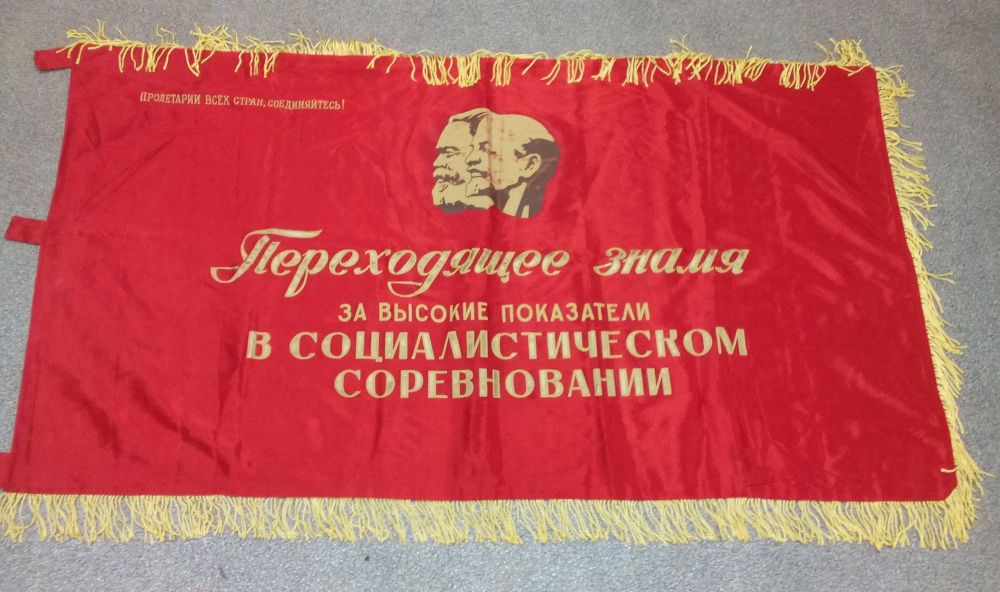 ПРОЛЕТАРИИ ВСЕХ СТРАН, СОЕДИНЯЙТЕСЬ!
Переходящее знамя
ЗА ВЫСОКИЕ ПОКАЗАТЕЛИ
В СОЦИАЛИСТИЧЕСКОМ
СОРЕВНОВАНИИ